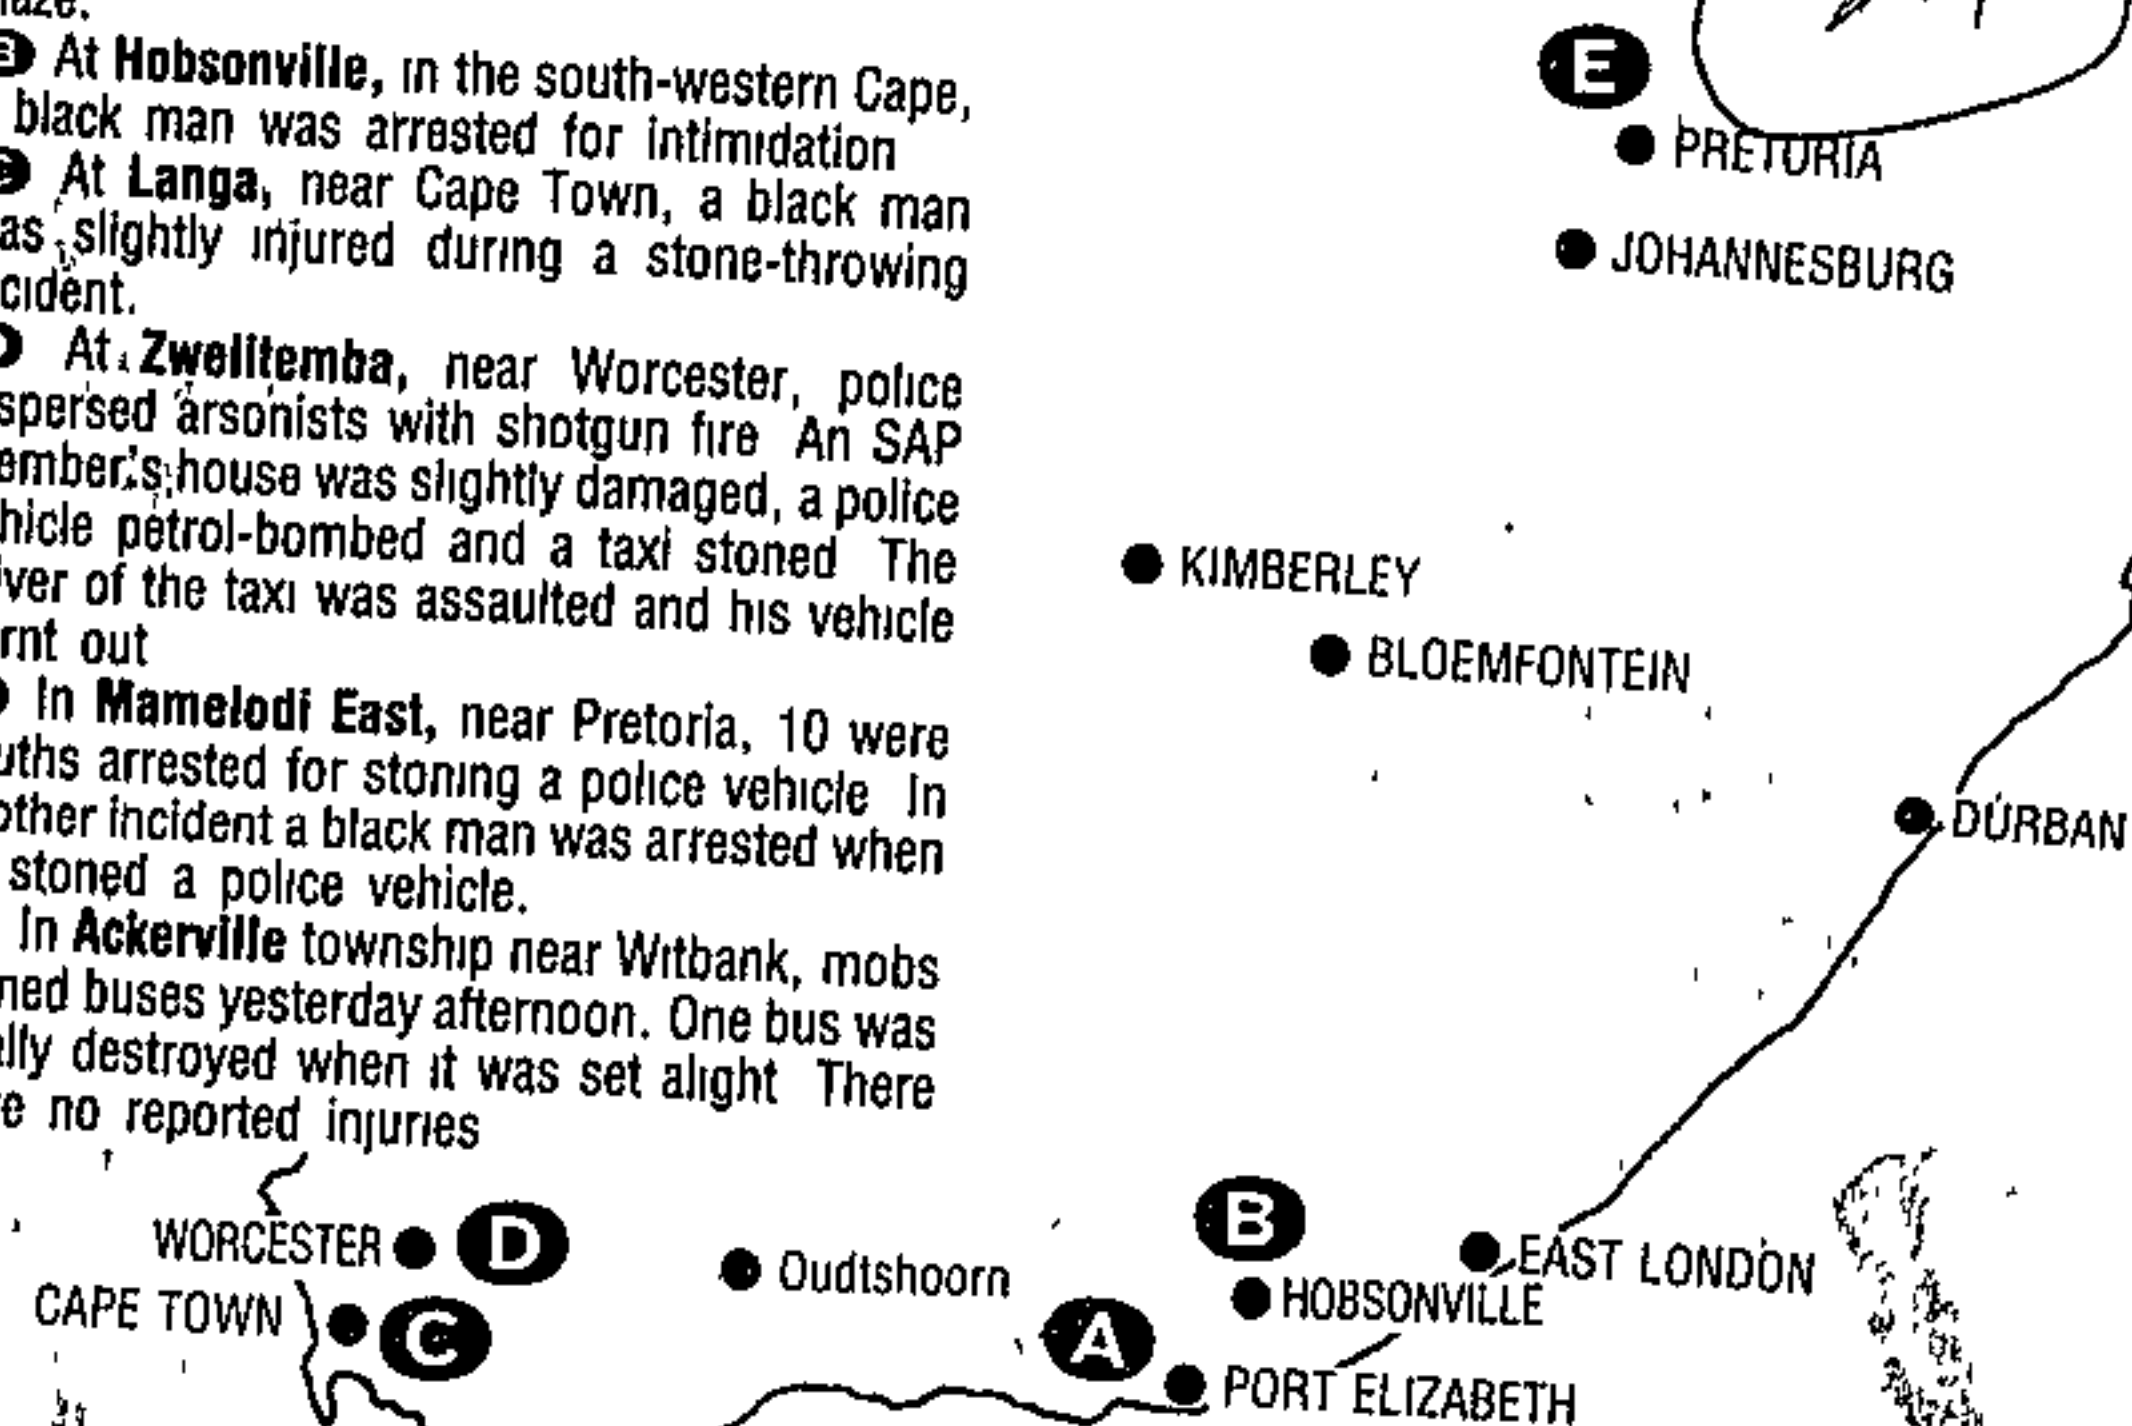 B At Hobsonville, in the south-western Cape,
black man was arrested for intimidation
At Langa, near Cape Town, a black man
as slightly injured during a stone-throwing
cident.
At Zwelitemba, near Worcester, police
spersed arsonists with shotgun fire An SAP
ember's house was slightly damaged, a police
hicle petrol-bombed and a taxi stoned The
iver of the taxi was assaulted and his vehicle
rnt out
In Mamelodi East, near Pretoria, 10 were
uths arrested for stoning a police vehicle In
other incident a black man was arrested when
stoned a police vehicle.
In Ackerville township near Witbank, mobs
ned buses yesterday afternoon. One bus was
ally destroyed when it was set alight There
e no reported injuries
E
PRETORIA
JOHANNESBURG
KIMBERLEY
BLOEMFONTEIN
DURBAN
WORCESTER D
CAPE TOWN C
Oudtshoorn
B
HOBSONVILLE
EAST LONDON
A
PORT ELIZABETH